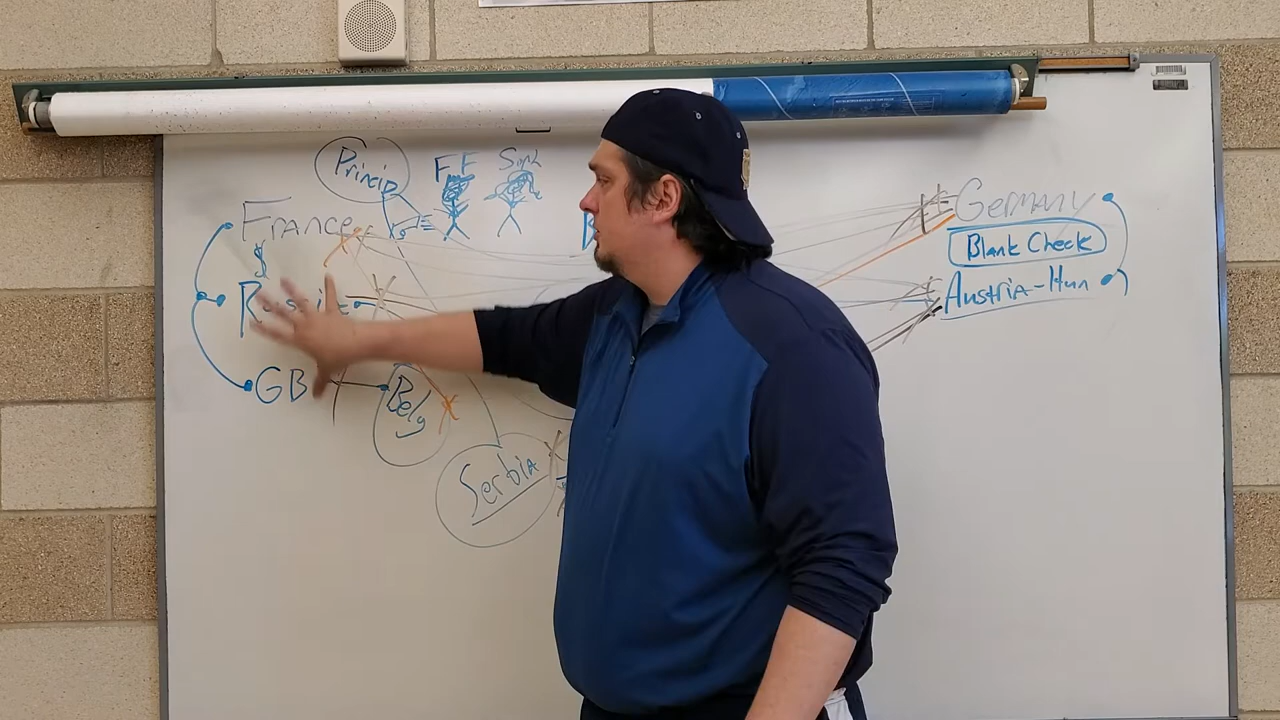 Princip
FF
Soph
France
$
Russia
GB
Belg
Serbia
B
Germany
Blank Check
Austria-Hun